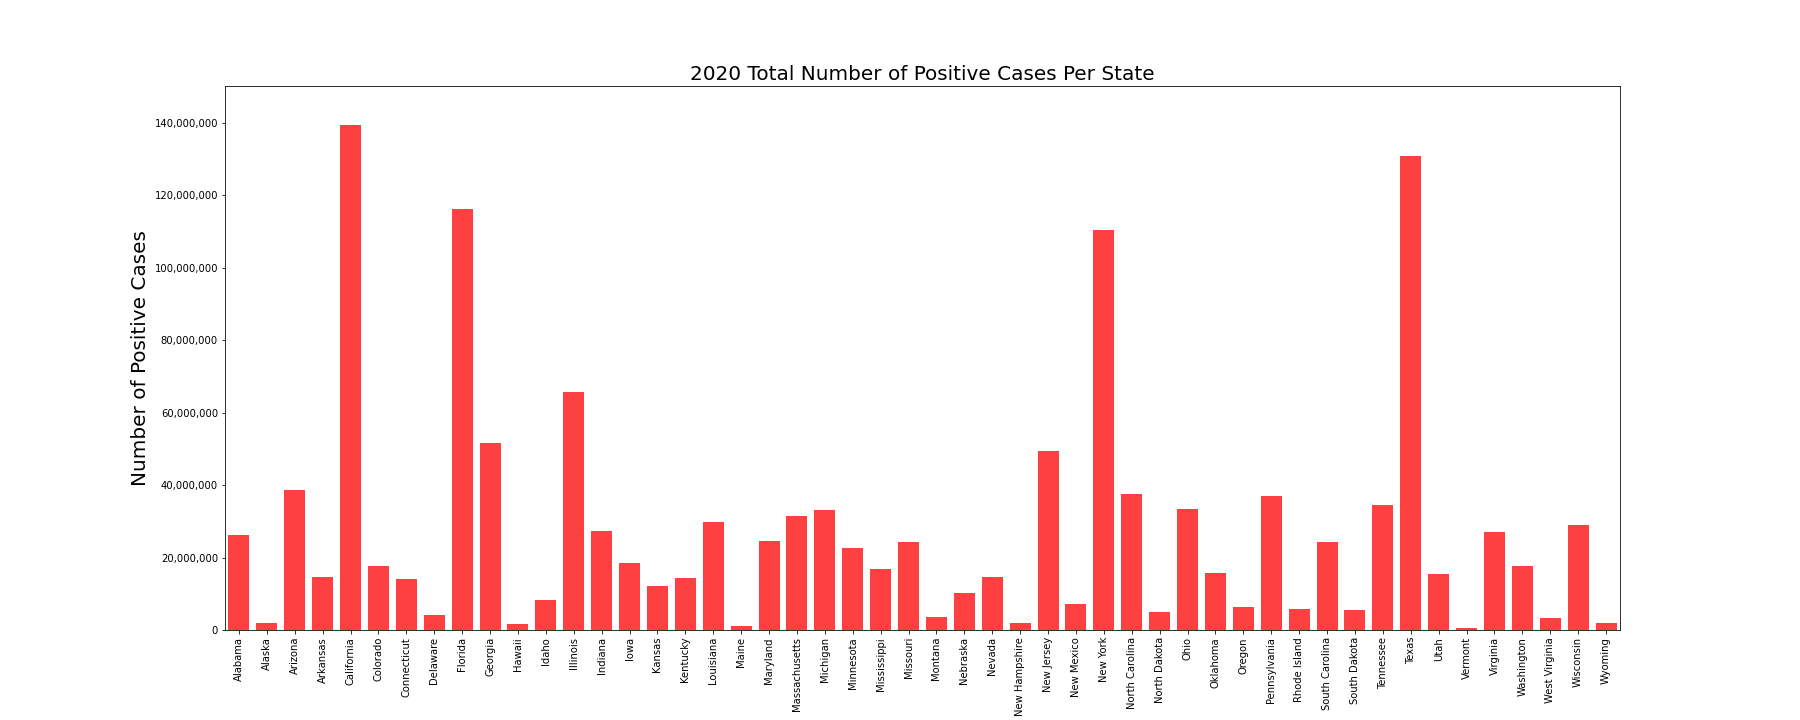 2020 Total Number of Positive Cases Per State
Number of Positive Cases
140,000,000
120,000,000
100,000,000
80,000,000
60,000,000
40,000,000
20,000,000
0
Alabama
Alaska
Arizona
Arkansas
California
Colorado
Connecticut
Delaware
Florida
Georgia
Hawaii
Idaho
Illinois
Indiana
Iowa
Kansas
Kentucky
Louisiana
Maine
Maryland
Massachusetts
Michigan
Minnesota
Mississippi
Missouri
Montana
Nebraska
Nevada
New Hampshire
New Jersey
New Mexico
New York
North Carolina
North Dakota
Ohio
Oklahoma
Oregon
Pennsylvania
Rhode Island
South Carolina
South Dakota
Tennessee
Texas
Utah
Vermont
Virginia
Washington
West Virginia
Wisconsin
Wyoming